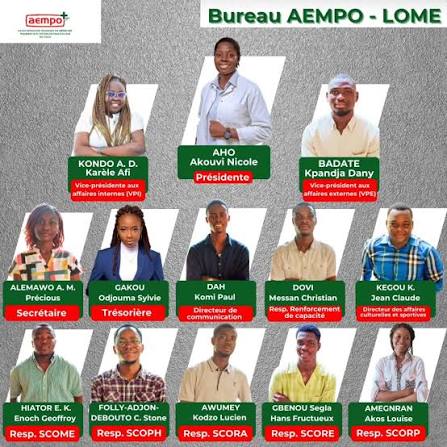 aempo
Bureau AEMPO - LOME
KONDO A. D.
Karèle Afi
Vice-présidente aux
affaires internes (VPI)
AHO
Akouvi Nicole
Présidente
BADATE
Kpandja Dany
Vice-président aux
affaires externes (VPE)
ALEMAWO A. M.
Précious
Secrétaire
GAKOU
Odjouma Sylvie
Trésorière
DAH
Komi Paul
Directeur de
communication
DOVI
Messan Christian
Resp. Renforcement
de capacité
KEGOU K.
Jean Claude
Directeur des affaires
culturelles et sportives
HIATOR E. K.
Enoch Geoffroy
Resp. SCOME
FOLLY-ADJON-
DEBOUTO C. Stone
Resp. SCOPH
AWUMEY
Kodzo Lucien
Resp. SCORA
GBENOU Segla
Hans Fructueux
Resp. SCORE
AMEGNRAN
Akos Louise
Resp. SCORP